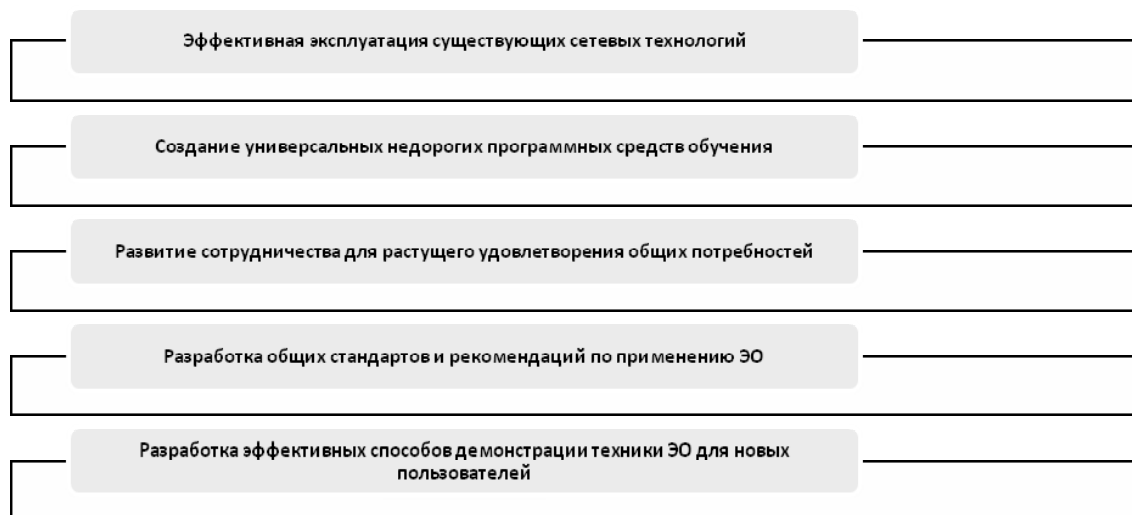 Эффективная эксплуатация существующих сетевых технологий
Создание универсальных недорогих программных средств обучения
Развитие сотрудничества для растущего удовлетворения общих потребностей
Разработка общих стандартов и рекомендаций по применению ЭО
Разработка эффективных способов демонстрации техники ЭО для новых
пользователей